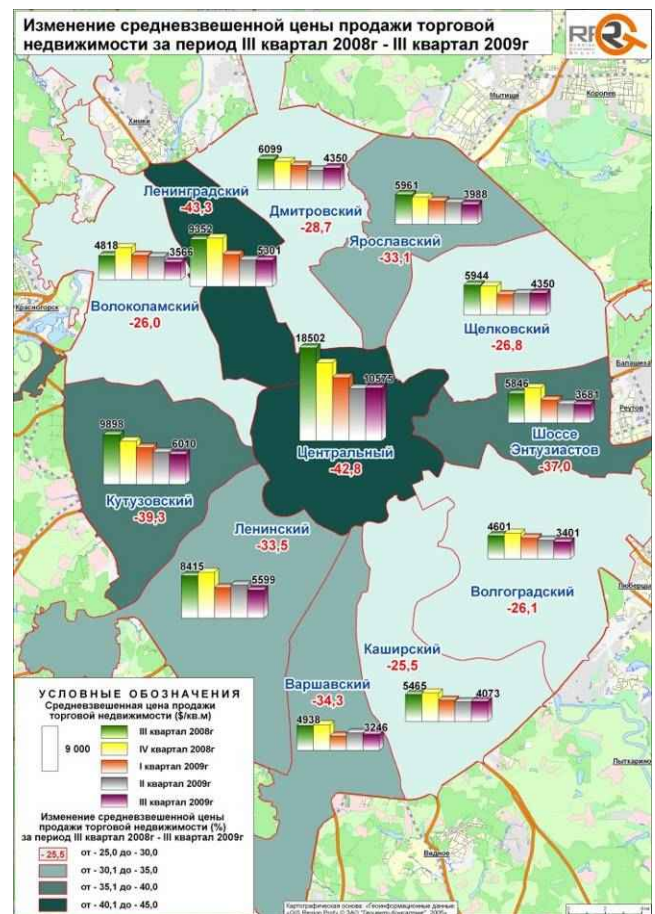 Изменение средневзвешенной цены продажи торговой
недвижимости за период III квартал 2008г - III квартал 2009г
RRG
Мытищи
Королев
Химки
6099
4350
Дмитровский
-28,7
Ленинградский
-43,3
9352
5301
5961
3988
Ярославский
-33,1
4818
3566
Волоколамский
-26,0
Красногорск
5944
4350
Щелковский
-26,8
Балашиха
Реутов
18502
10575
Центральный
-42,8
5846
3681
Шоссе
Энтузиастов
-37,0
9898
6010
Кутузовский
-39,3
Ленинский
-33,5
8415
5599
4601
3401
Волгоградский
-26,1
Люберцы
Каширский
-25,5
5465
4073
Варшавский
-34,3
4938
3246
Лыткарино
Видное
УСЛОВНЫЕ ОБОЗНАЧЕНИЯ
Средневзвешенная цена продажи
торговой недвижимости ($/кв.м)
9 000
III квартал 2008г
IV квартал 2008г
I квартал 2009г
II квартал 2009г
III квартал 2009г
Изменение средневзвешенной цены
продажи торговой недвижимости (%)
за период III квартал 2008г - III квартал 2009г
- 25,5
от - 25,0 до - 30,0
от - 30,1 до - 35,0
от - 35,1 до - 40,0
от - 40,1 до - 45,0
Картографическая основа: «Геоинформационные данные